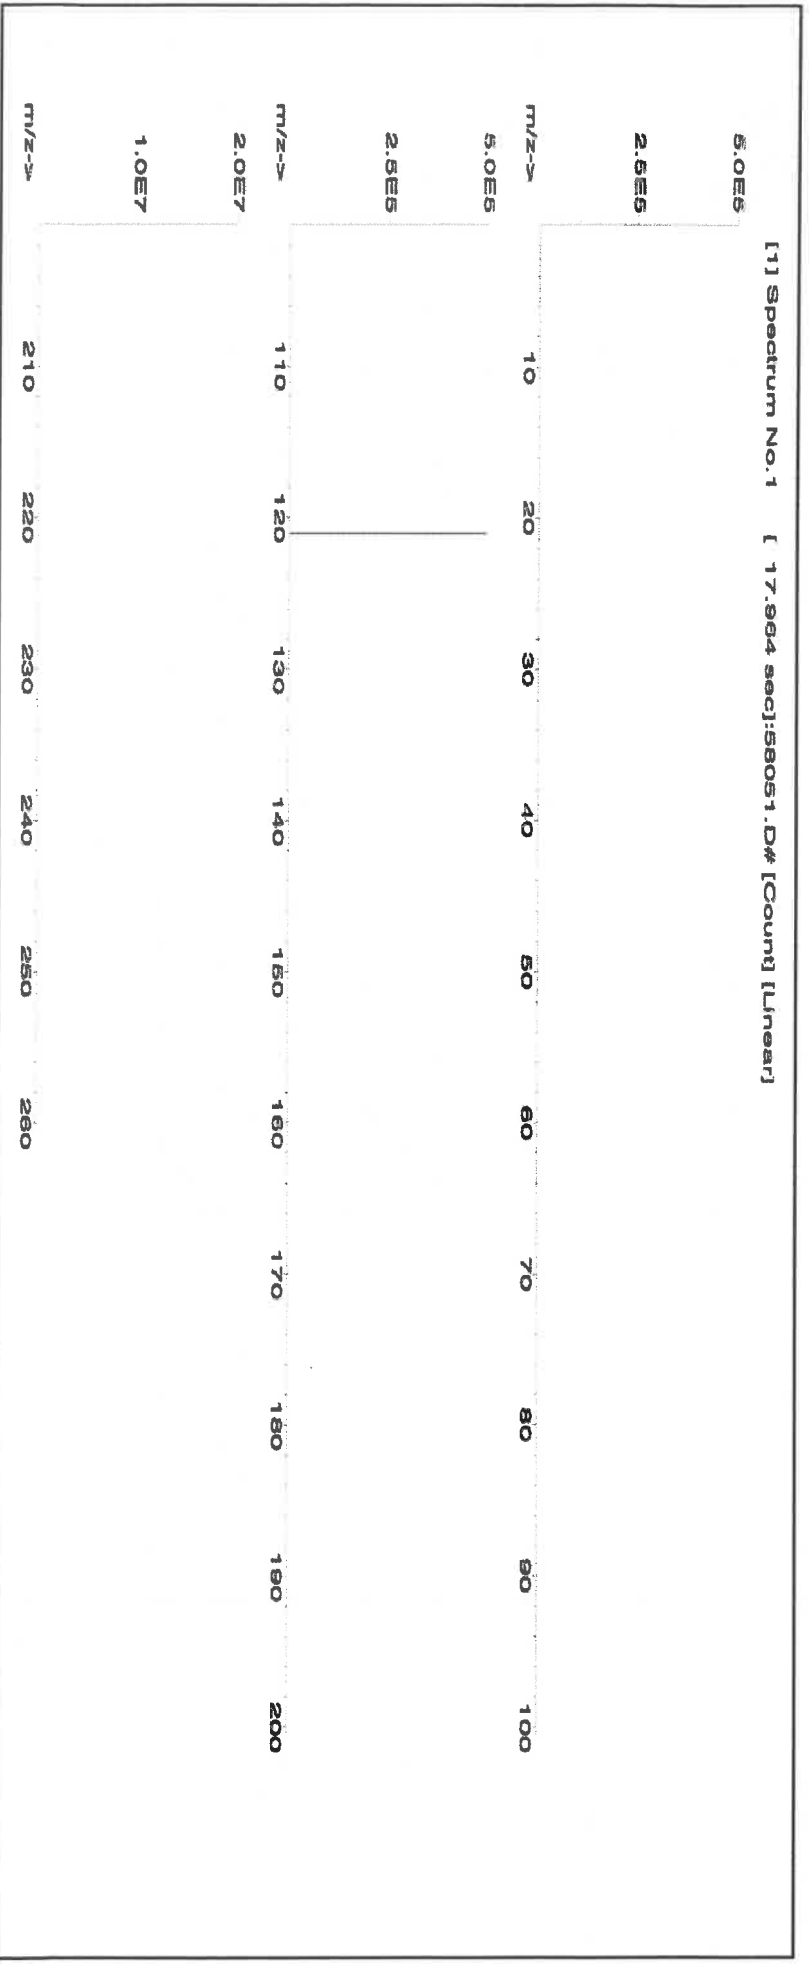 [1] Spectrum No.1 [ 17.984 sec]:58051.D# [Count] [Linear]
5.0E6
2.5E6
m/z-> 10 20 30 40 50 60 70 80 90 100
5.0E5
2.5E5
m/z-> 110 120 130 140 150 160 170 180 190 200
2.0E7
1.0E7
m/z-> 210 220 230 240 250 260